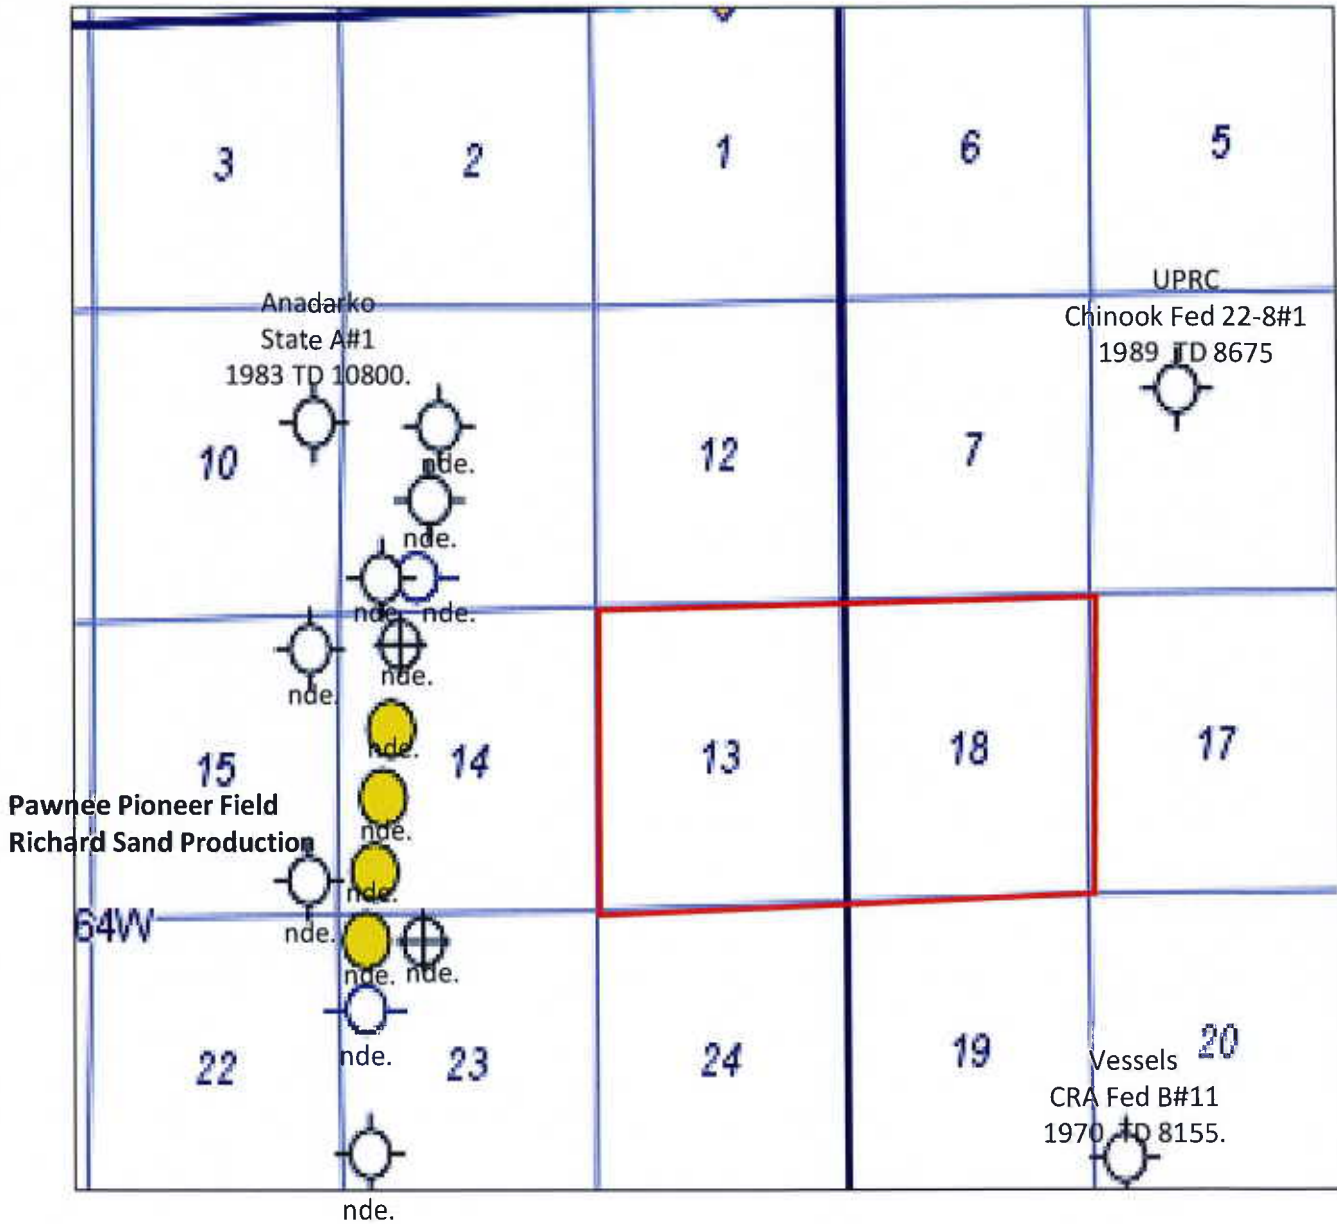 3
2
1
6
5
UPRC
Chinook Fed 22-8#1
1989 TD 8675
Anadarko
State A#1
1983 TD 10800.
10
12
7
nde.
nde.
nde.
nde.
nde.
nde.
nde.
15
14
13
18
17
Pawnee Pioneer Field
Richard Sand Production
nde.
nde.
64W
nde.
nde.
nde.
nde.
22
23
24
19
20
Vessels
CRA Fed B#11
1970 TD 8155.
nde.